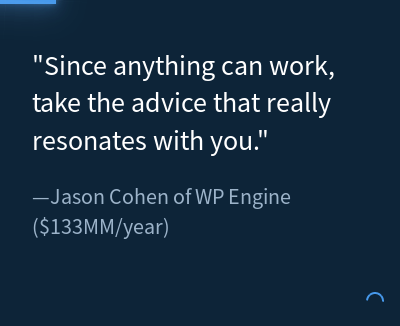 "Since anything can work,
take the advice that really
resonates with you."
—Jason Cohen of WP Engine
($133MM/year)